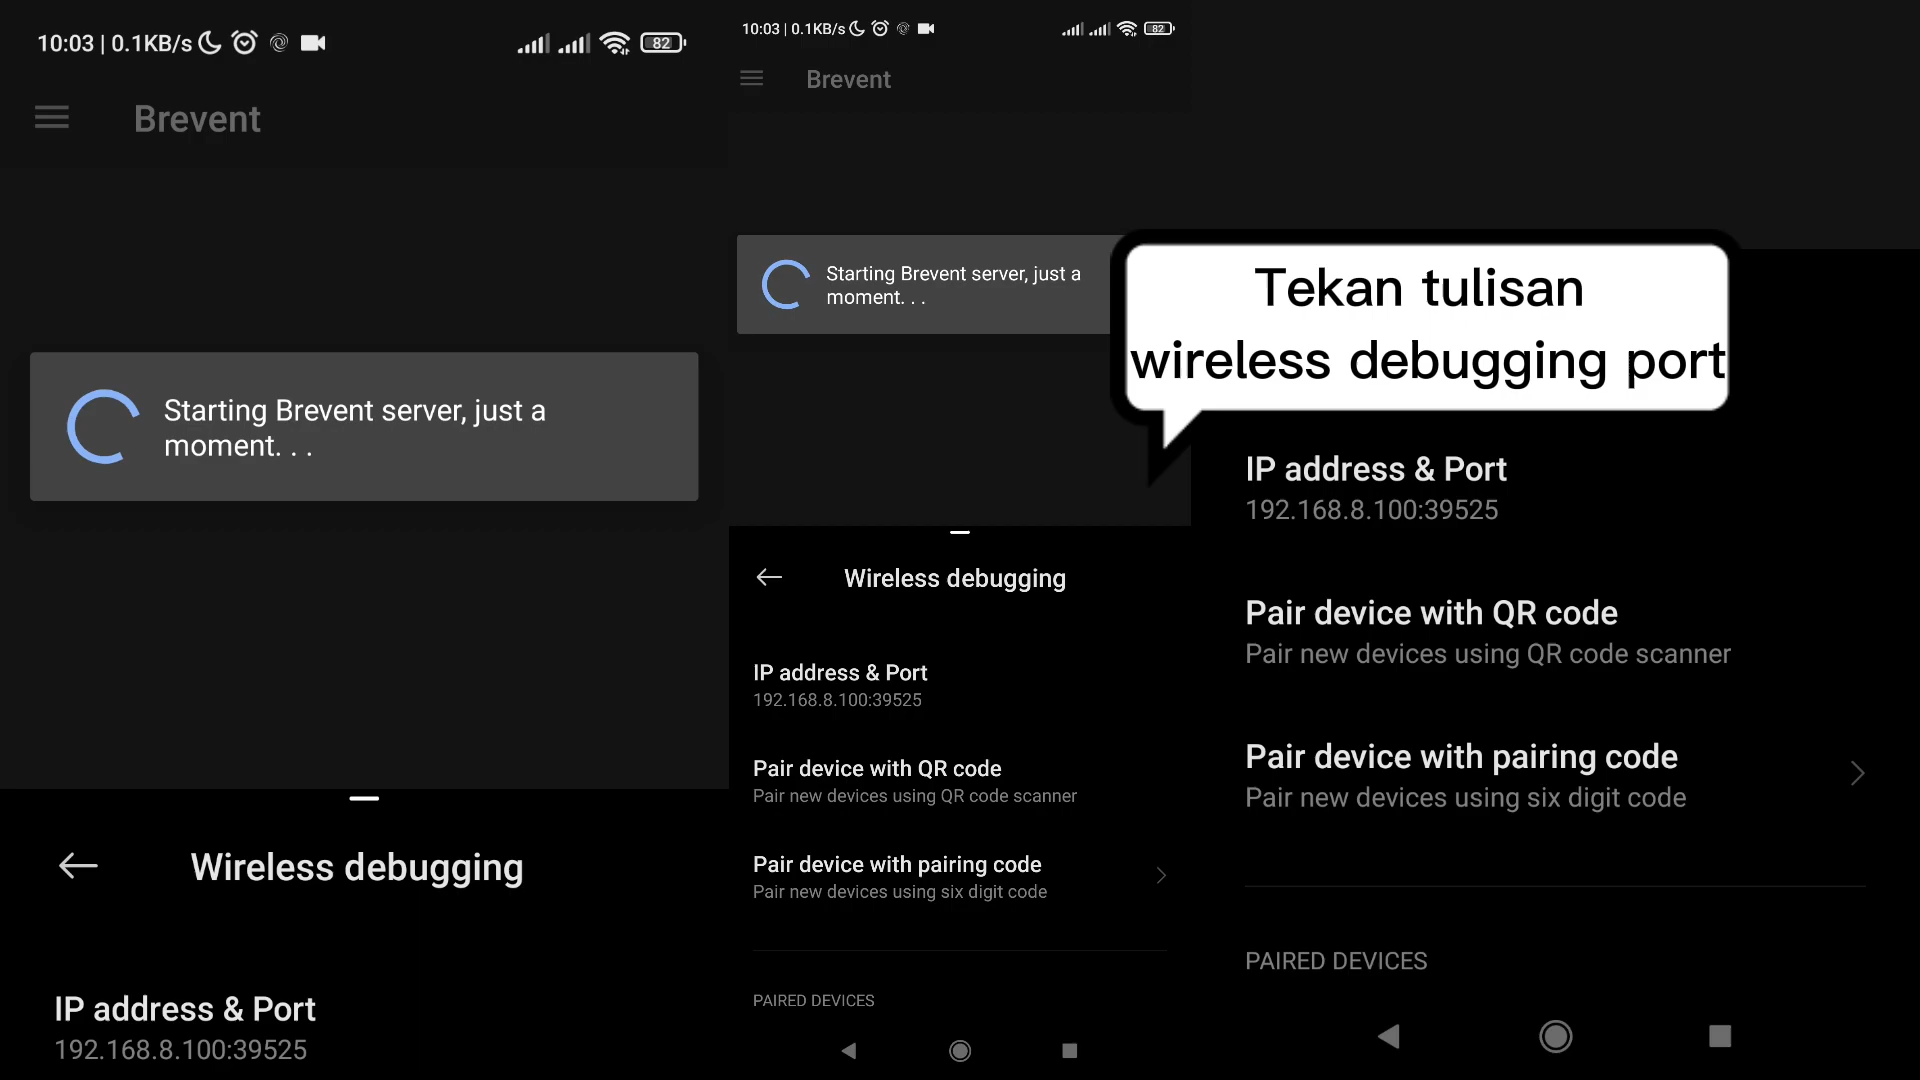 10:03 | 0.1KB/s
82
Brevent
Starting Brevent server, just a
moment. . .
Wireless debugging
IP address & Port
192.168.8.100:39525
10:03 | 0.1KB/s
82
Brevent
Starting Brevent server, just a
moment. . .
Wireless debugging
IP address & Port
192.168.8.100:39525
Pair device with QR code
Pair new devices using QR code scanner
Pair device with pairing code
Pair new devices using six digit code
PAIRED DEVICES
Tekan tulisan
wireless debugging port
IP address & Port
192.168.8.100:39525
Pair device with QR code
Pair new devices using QR code scanner
Pair device with pairing code
Pair new devices using six digit code
PAIRED DEVICES